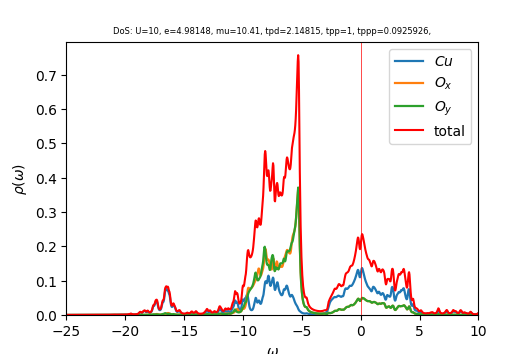 DoS: U=10, e=4.98148, mu=10.41, tpd=2.14815, tpp=1, tppp=0.0925926,
ρ(ω)
0.7
0.6
0.5
0.4
0.3
0.2
0.1
0.0
Cu
O_x
O_y
total
−25 −20 −15 −10 −5 0 5 10
ω